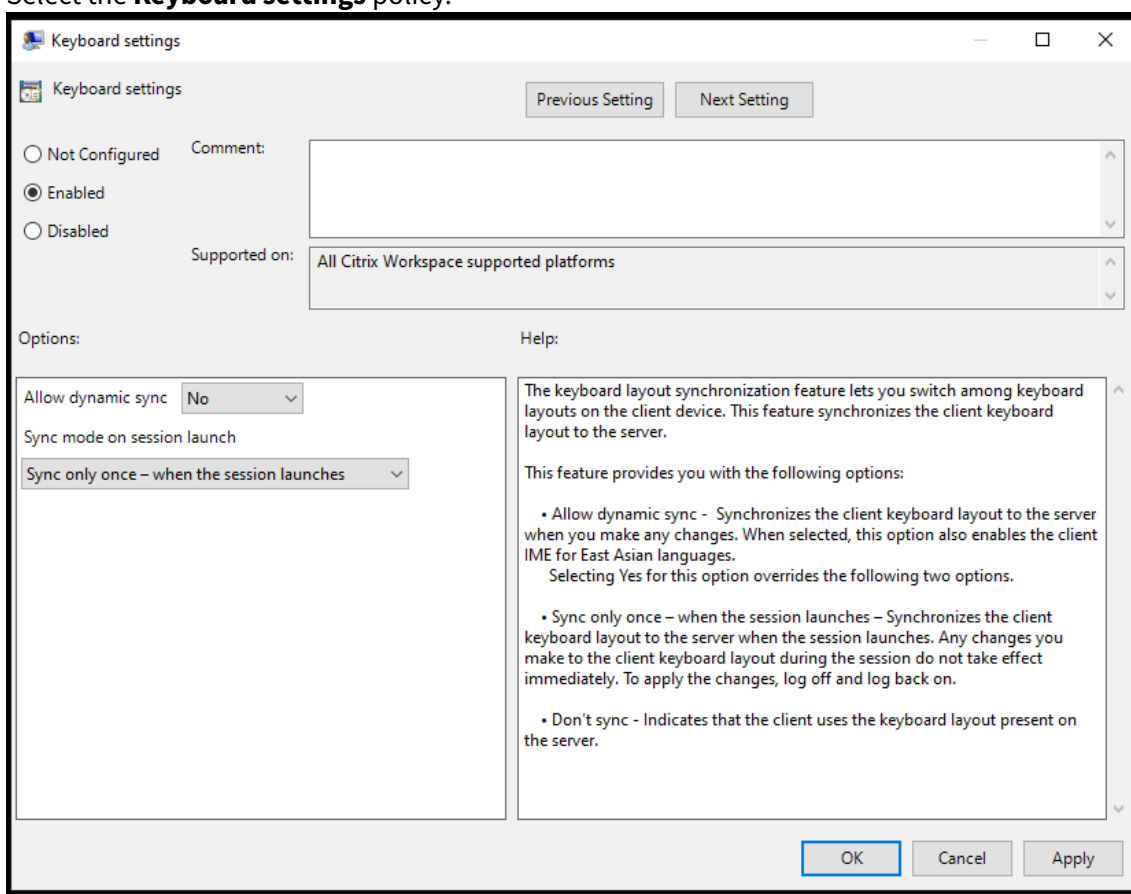 Select the Keyboard settings policy.
Keyboard settings
Keyboard settings
Previous Setting
Next Setting
Not Configured
Comment:
Enabled
Disabled
Supported on:
All Citrix Workspace supported platforms
Options:
Help:
Allow dynamic sync
No
Sync mode on session launch
Sync only once – when the session launches
The keyboard layout synchronization feature lets you switch among keyboard
layouts on the client device. This feature synchronizes the client keyboard
layout to the server.
This feature provides you with the following options:
• Allow dynamic sync - Synchronizes the client keyboard layout to the server
when you make any changes. When selected, this option also enables the client
IME for East Asian languages.
Selecting Yes for this option overrides the following two options.
• Sync only once – when the session launches – Synchronizes the client
keyboard layout to the server when the session launches. Any changes you
make to the client keyboard layout during the session do not take effect
immediately. To apply the changes, log off and log back on.
• Don't sync - Indicates that the client uses the keyboard layout present on
the server.
OK
Cancel
Apply